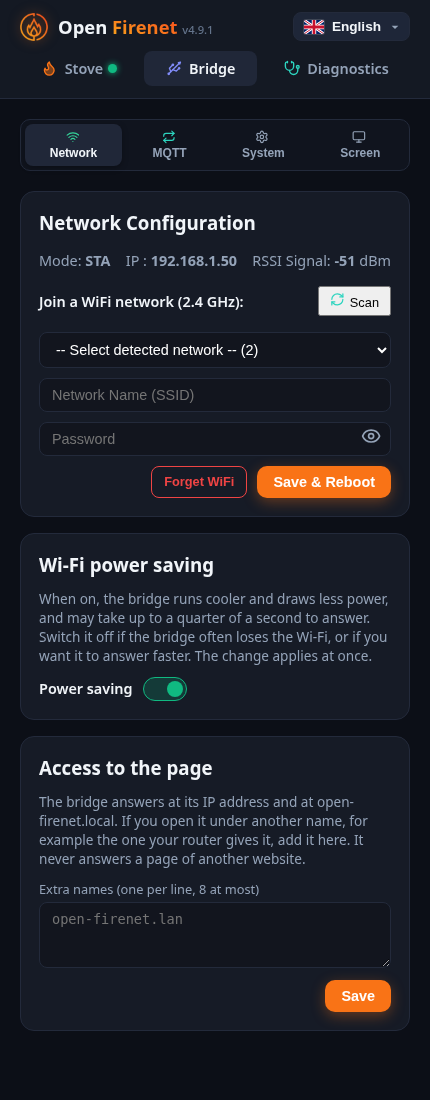 Open Firenet v4.9.1
English
Stove
Bridge
Diagnostics
Network
MQTT
System
Screen
Network Configuration
Mode: STA IP : 192.168.1.50 RSSI Signal: -51 dBm
Join a WiFi network (2.4 GHz):
Scan
-- Select detected network -- (2)
Network Name (SSID)
Password
Forget WiFi
Save & Reboot
Wi-Fi power saving
When on, the bridge runs cooler and draws less power,
and may take up to a quarter of a second to answer.
Switch it off if the bridge often loses the Wi-Fi, or if you
want it to answer faster. The change applies at once.
Power saving
Access to the page
The bridge answers at its IP address and at open-
firenet.local. If you open it under another name, for
example the one your router gives it, add it here. It
never answers a page of another website.
Extra names (one per line, 8 at most)
open-firenet.lan
Save